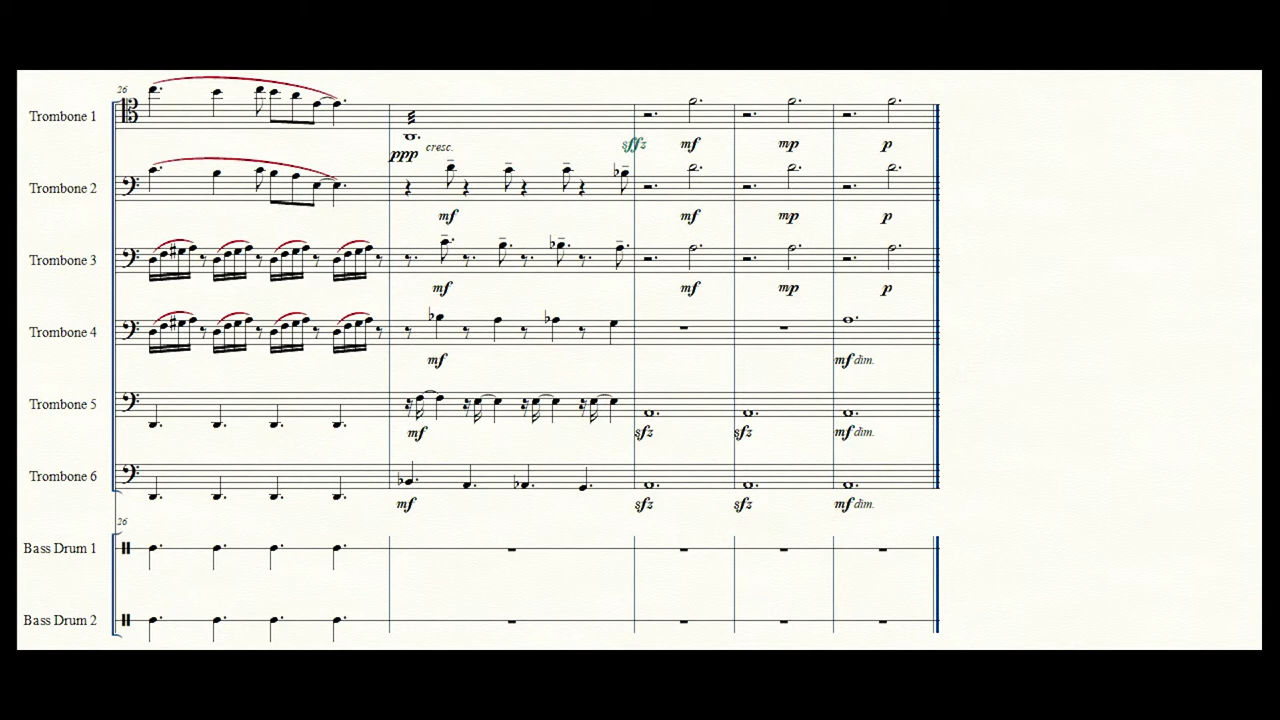 26
Trombone 1
ppp cresc. sffz mf mp p
Trombone 2
mf mf mp p
Trombone 3
mf mf mp p
Trombone 4
mf mf dim.
Trombone 5
mf sfz sfz mf dim.
Trombone 6
mf sfz sfz mf dim.
26
Bass Drum 1
Bass Drum 2